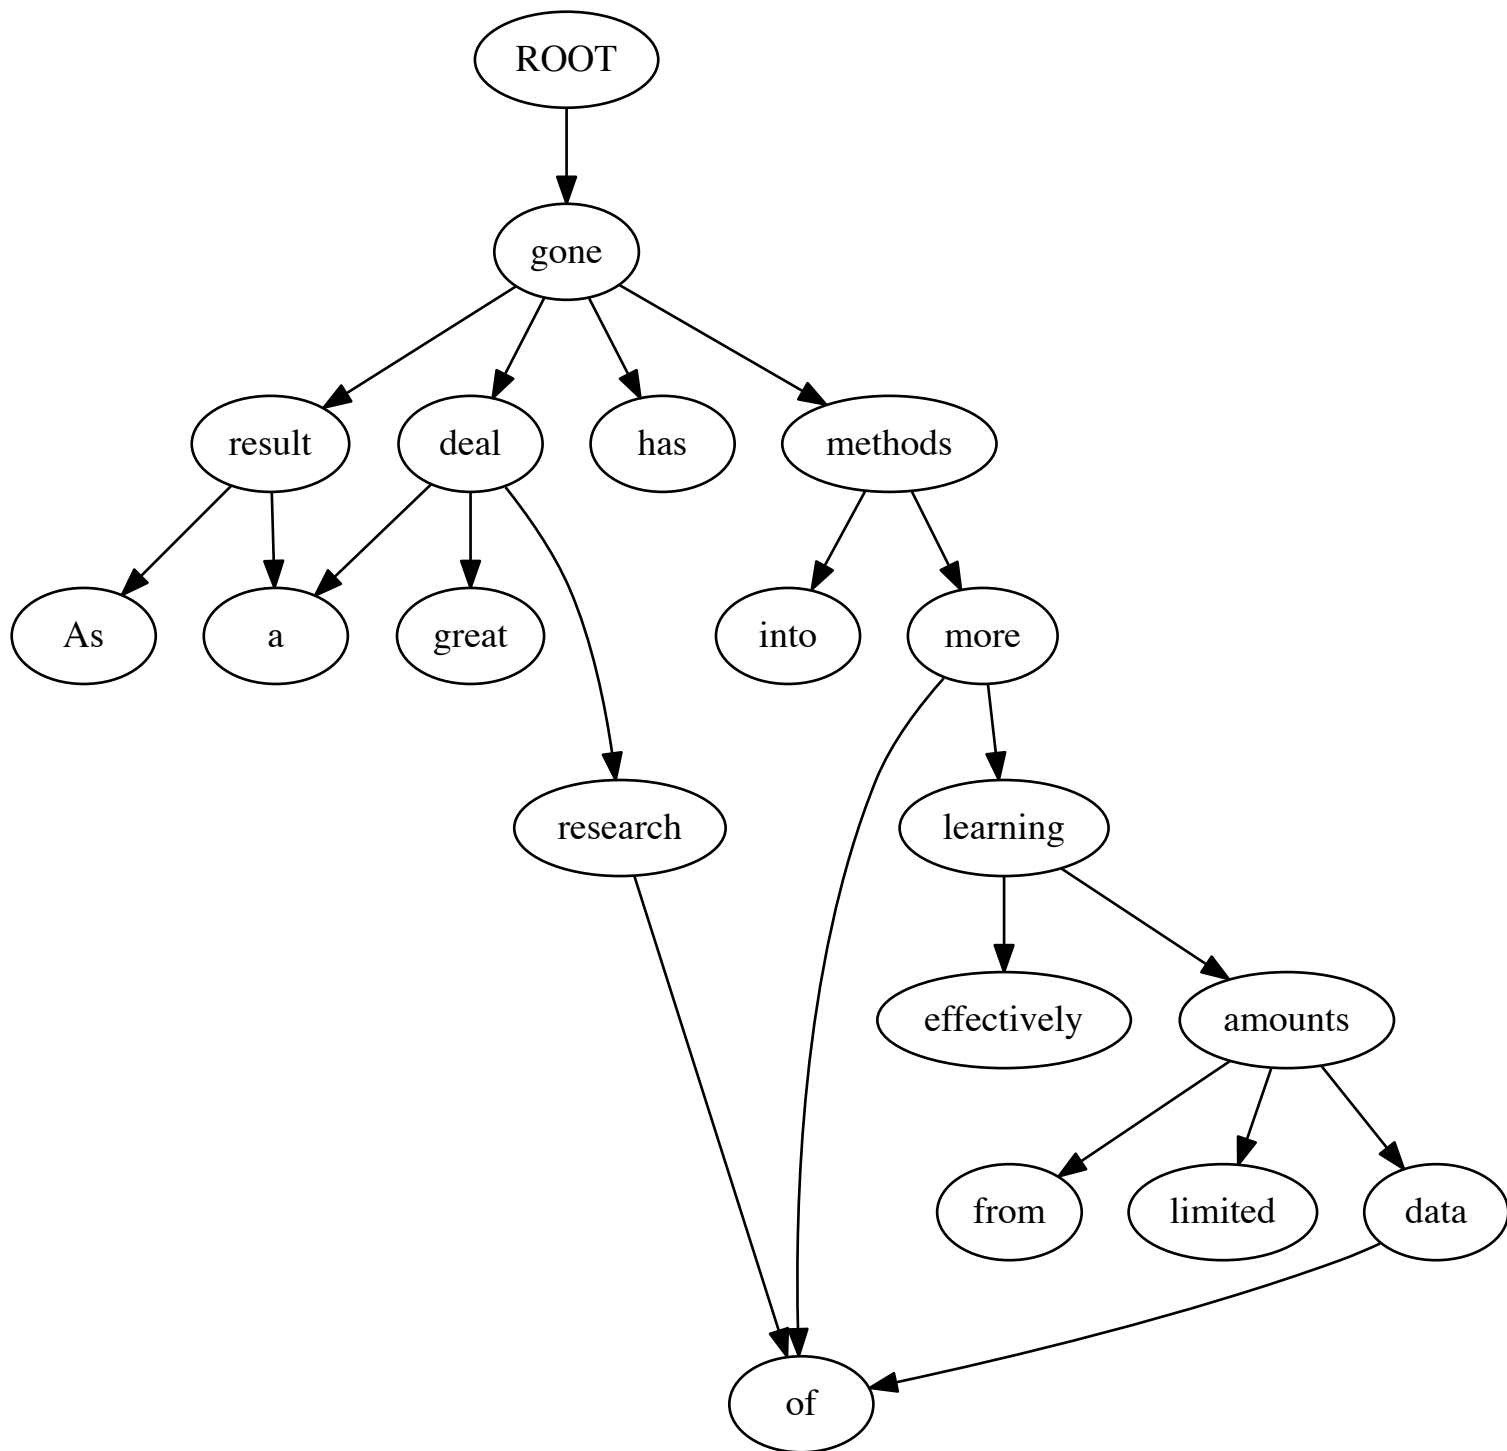 ROOT
gone
result deal has methods
As a great into more
research learning
effectively amounts
from limited data
of